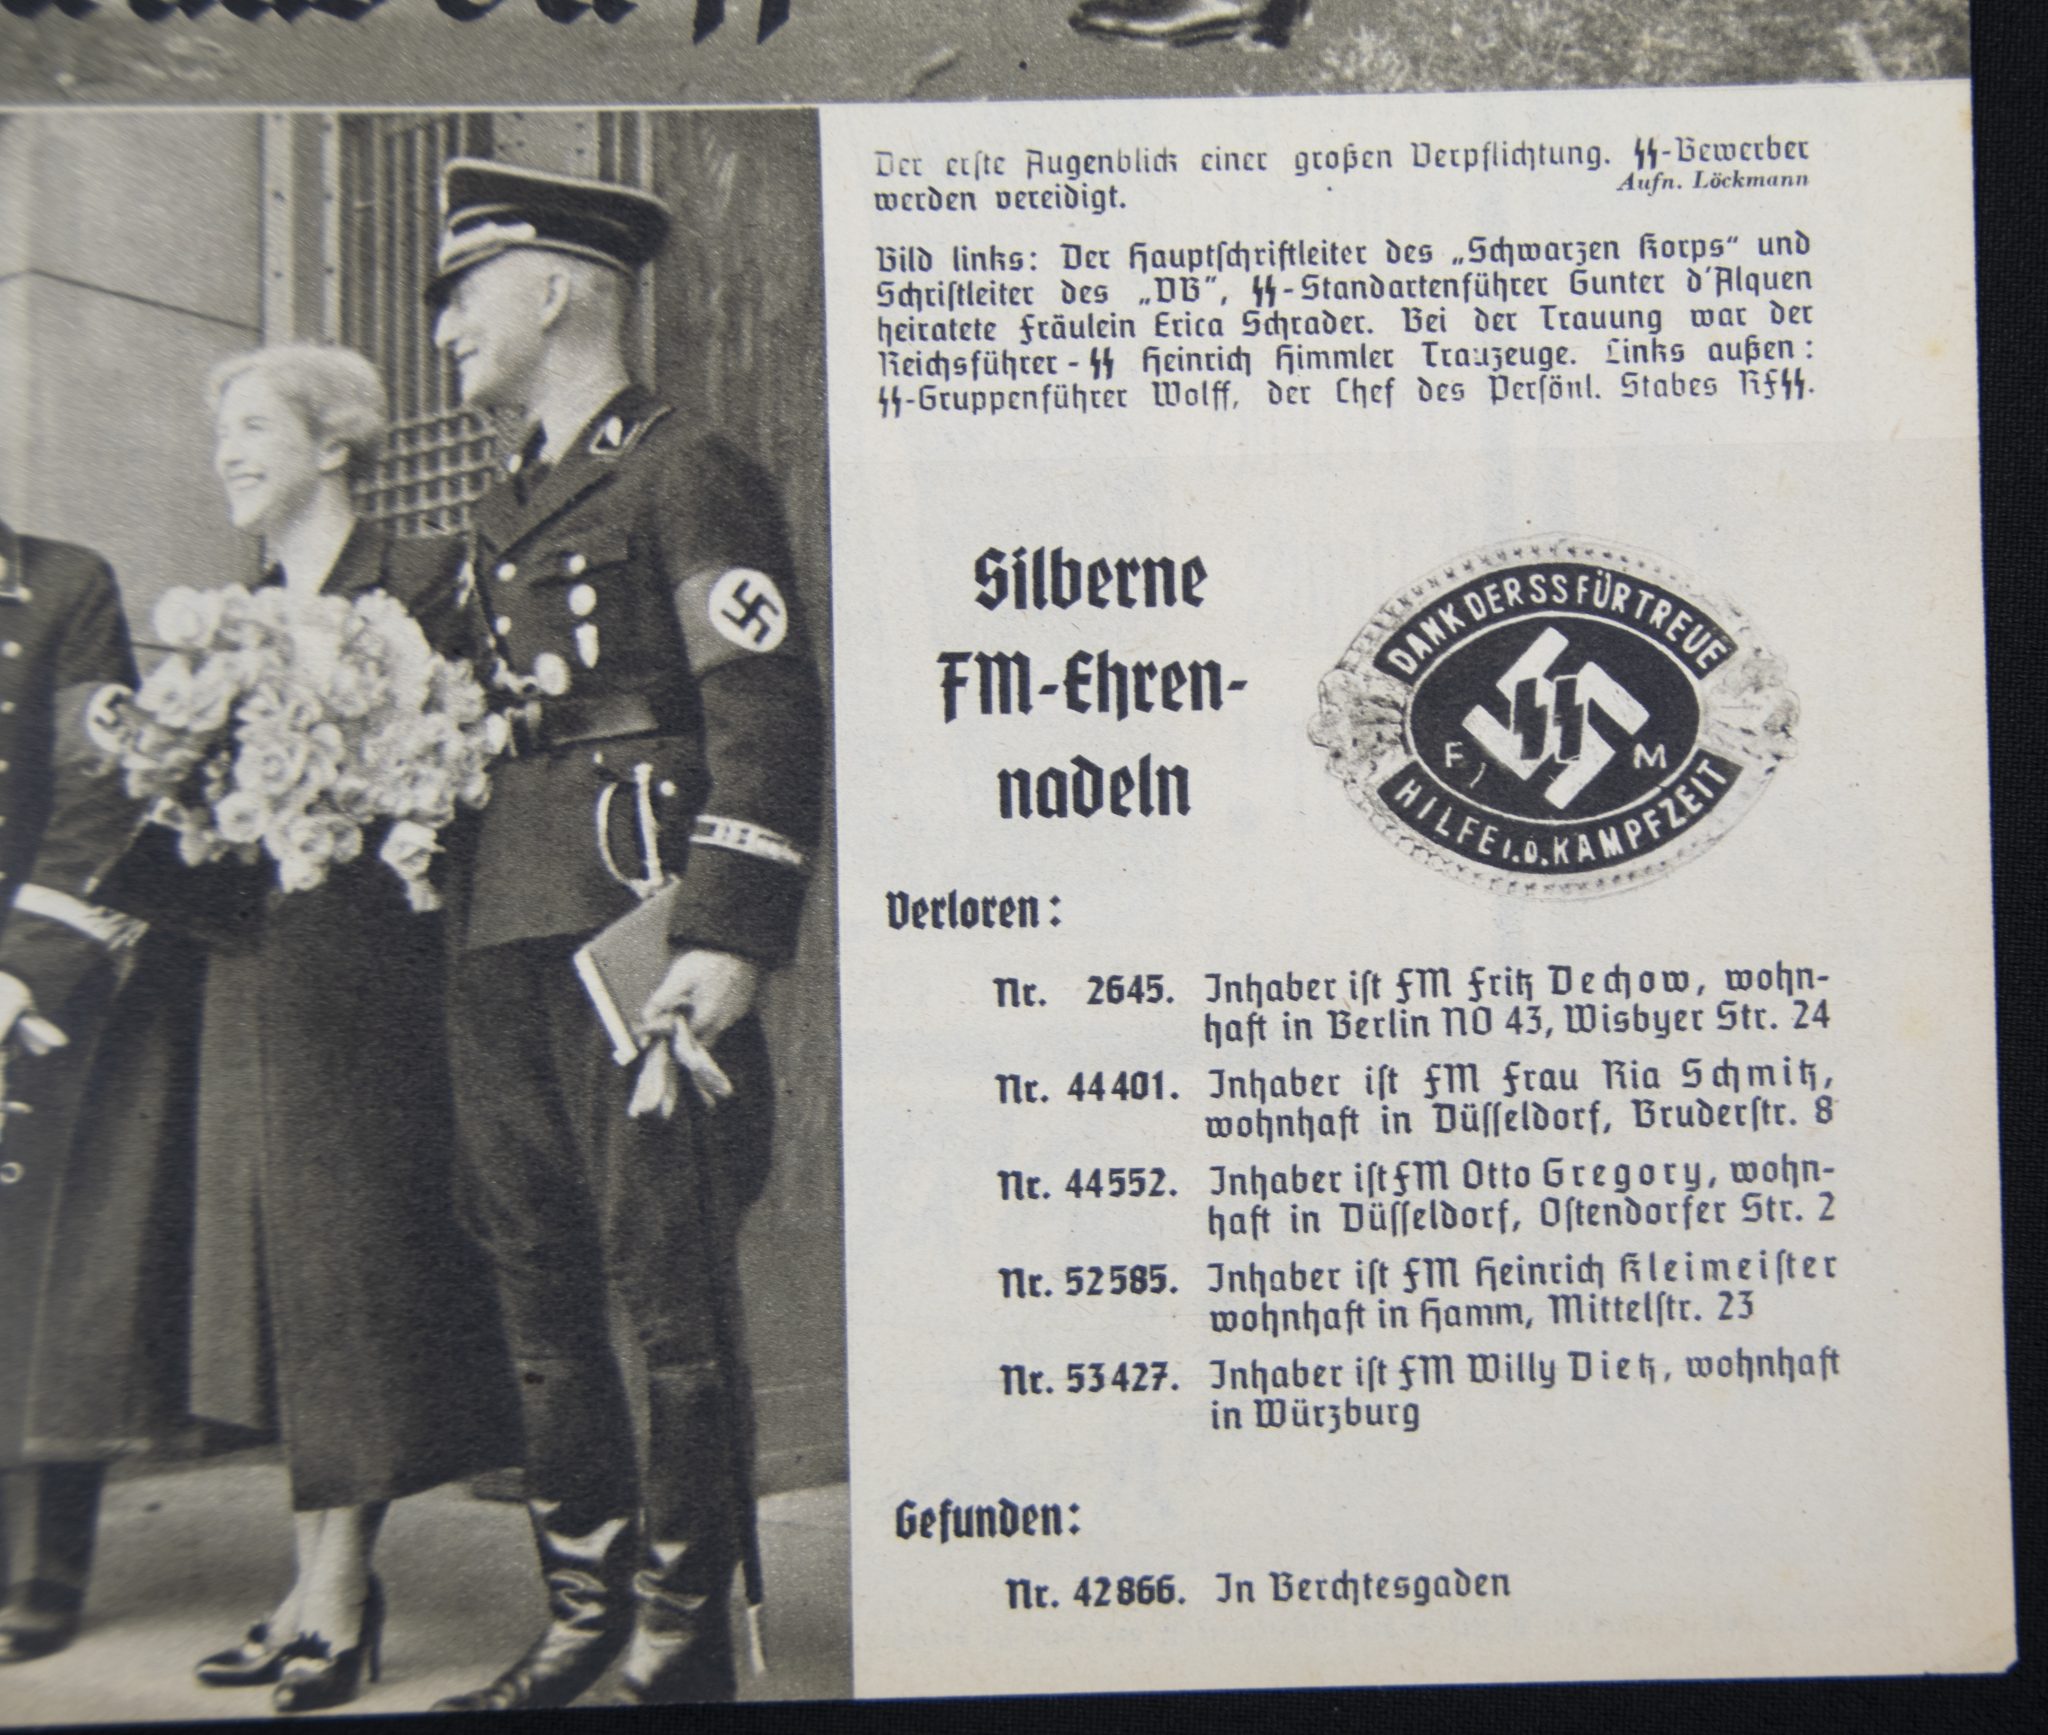 Der erste Augenblick einer großen Verpflichtung. SS-Bewerber
werden vereidigt.
Aufn. Löckmann
Bild links: Der Hauptschriftleiter des „Schwarzen Korps“ und
Schriftleiter des „VB“, SS-Standartenführer Gunter d'Alquen
heiratete Fräulein Erica Schrader. Bei der Trauung war der
Reichsführer-SS Heinrich Himmler Trauzeuge. Links außen:
SS-Gruppenführer Wolff, der Chef des Persönl. Stabes RFSS.
Silberne
FM-Ehren-
nadeln
DANK DER SS FÜR TREUE
SS
F M
HILFE i.D. KAMPFZEIT
Verloren:
Nr. 2645. Inhaber ist FM Fritz Dechow, wohn-
haft in Berlin NO 43, Wisbyer Str. 24
Nr. 44401. Inhaber ist FM Frau Ria Schmitz,
wohnhaft in Düsseldorf, Bruderstr. 8
Nr. 44552. Inhaber ist FM Otto Gregory, wohn-
haft in Düsseldorf, Ostendorfer Str. 2
Nr. 52585. Inhaber ist FM Heinrich Kleimeister
wohnhaft in Hamm, Mittelstr. 23
Nr. 53427. Inhaber ist FM Willy Dietz, wohnhaft
in Würzburg
Gefunden:
Nr. 42866. In Berchtesgaden